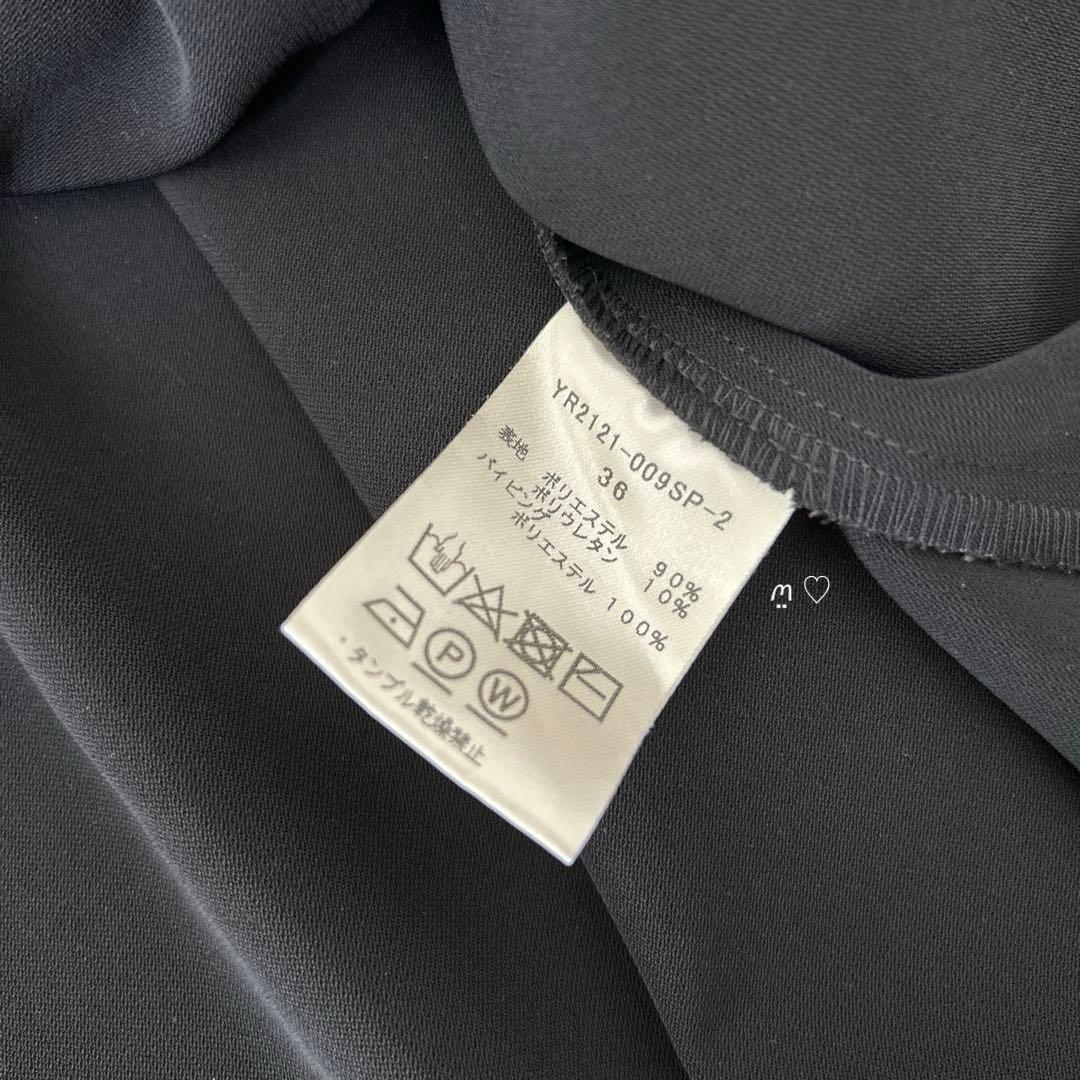 YR2121-009SP-2
36
表地 ポリエステル 90%
ポリウレタン 10%
パイピング
ポリエステル 100%
P W
・タンブル乾燥禁止
ო ♡